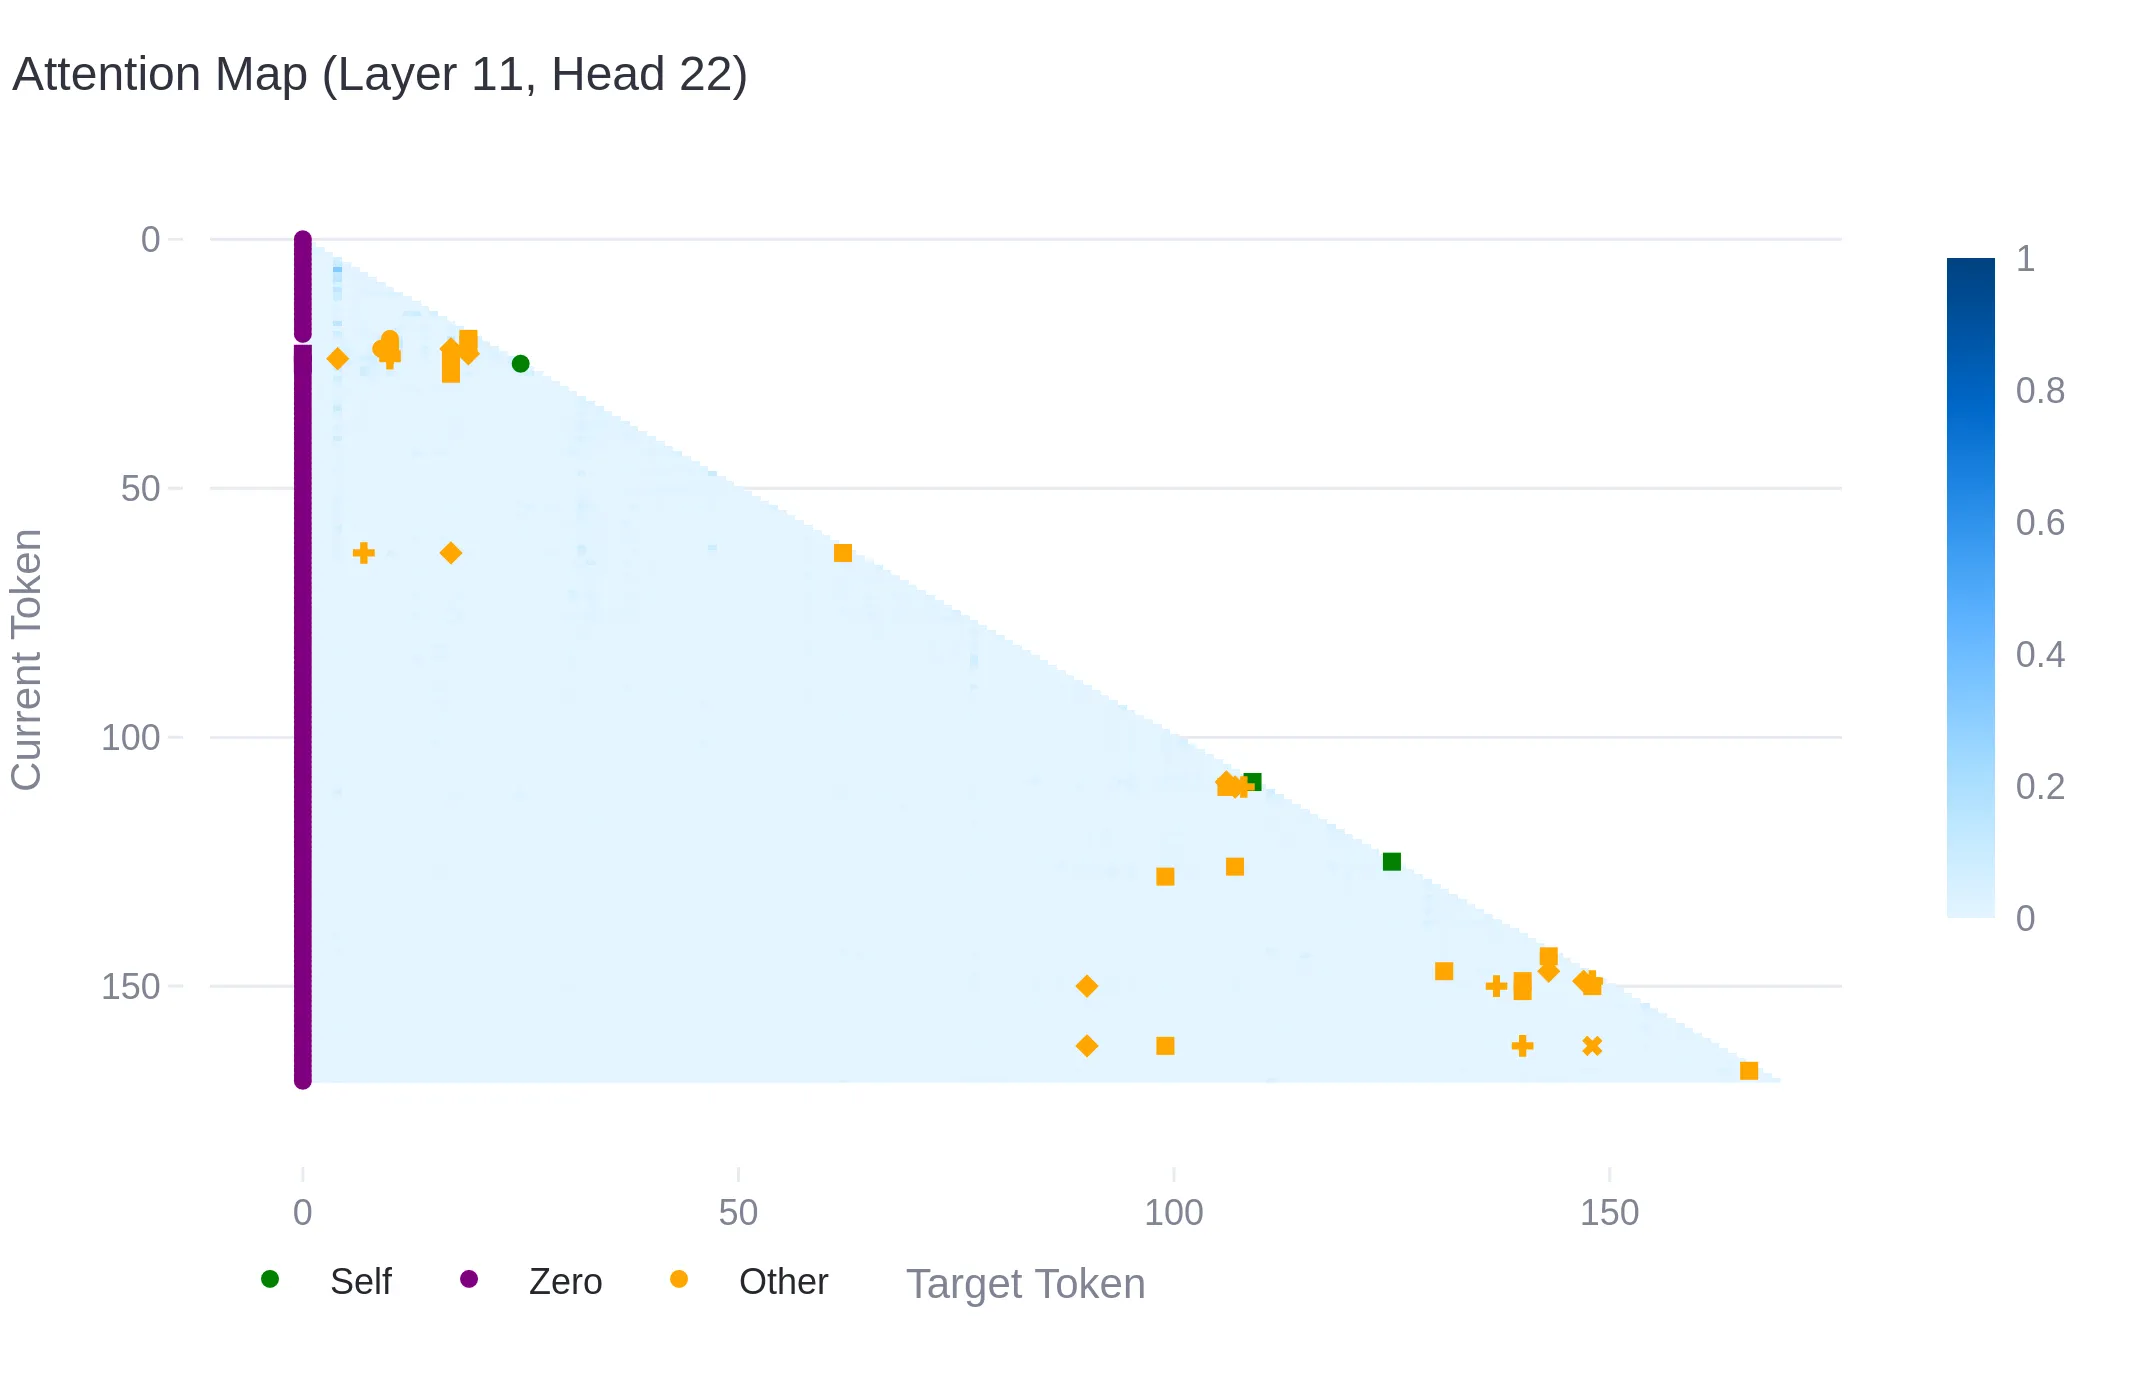 Attention Map (Layer 11, Head 22)
0
50
100
150
Current Token
0
50
100
150
Target Token
Self
Zero
Other
1
0.8
0.6
0.4
0.2
0